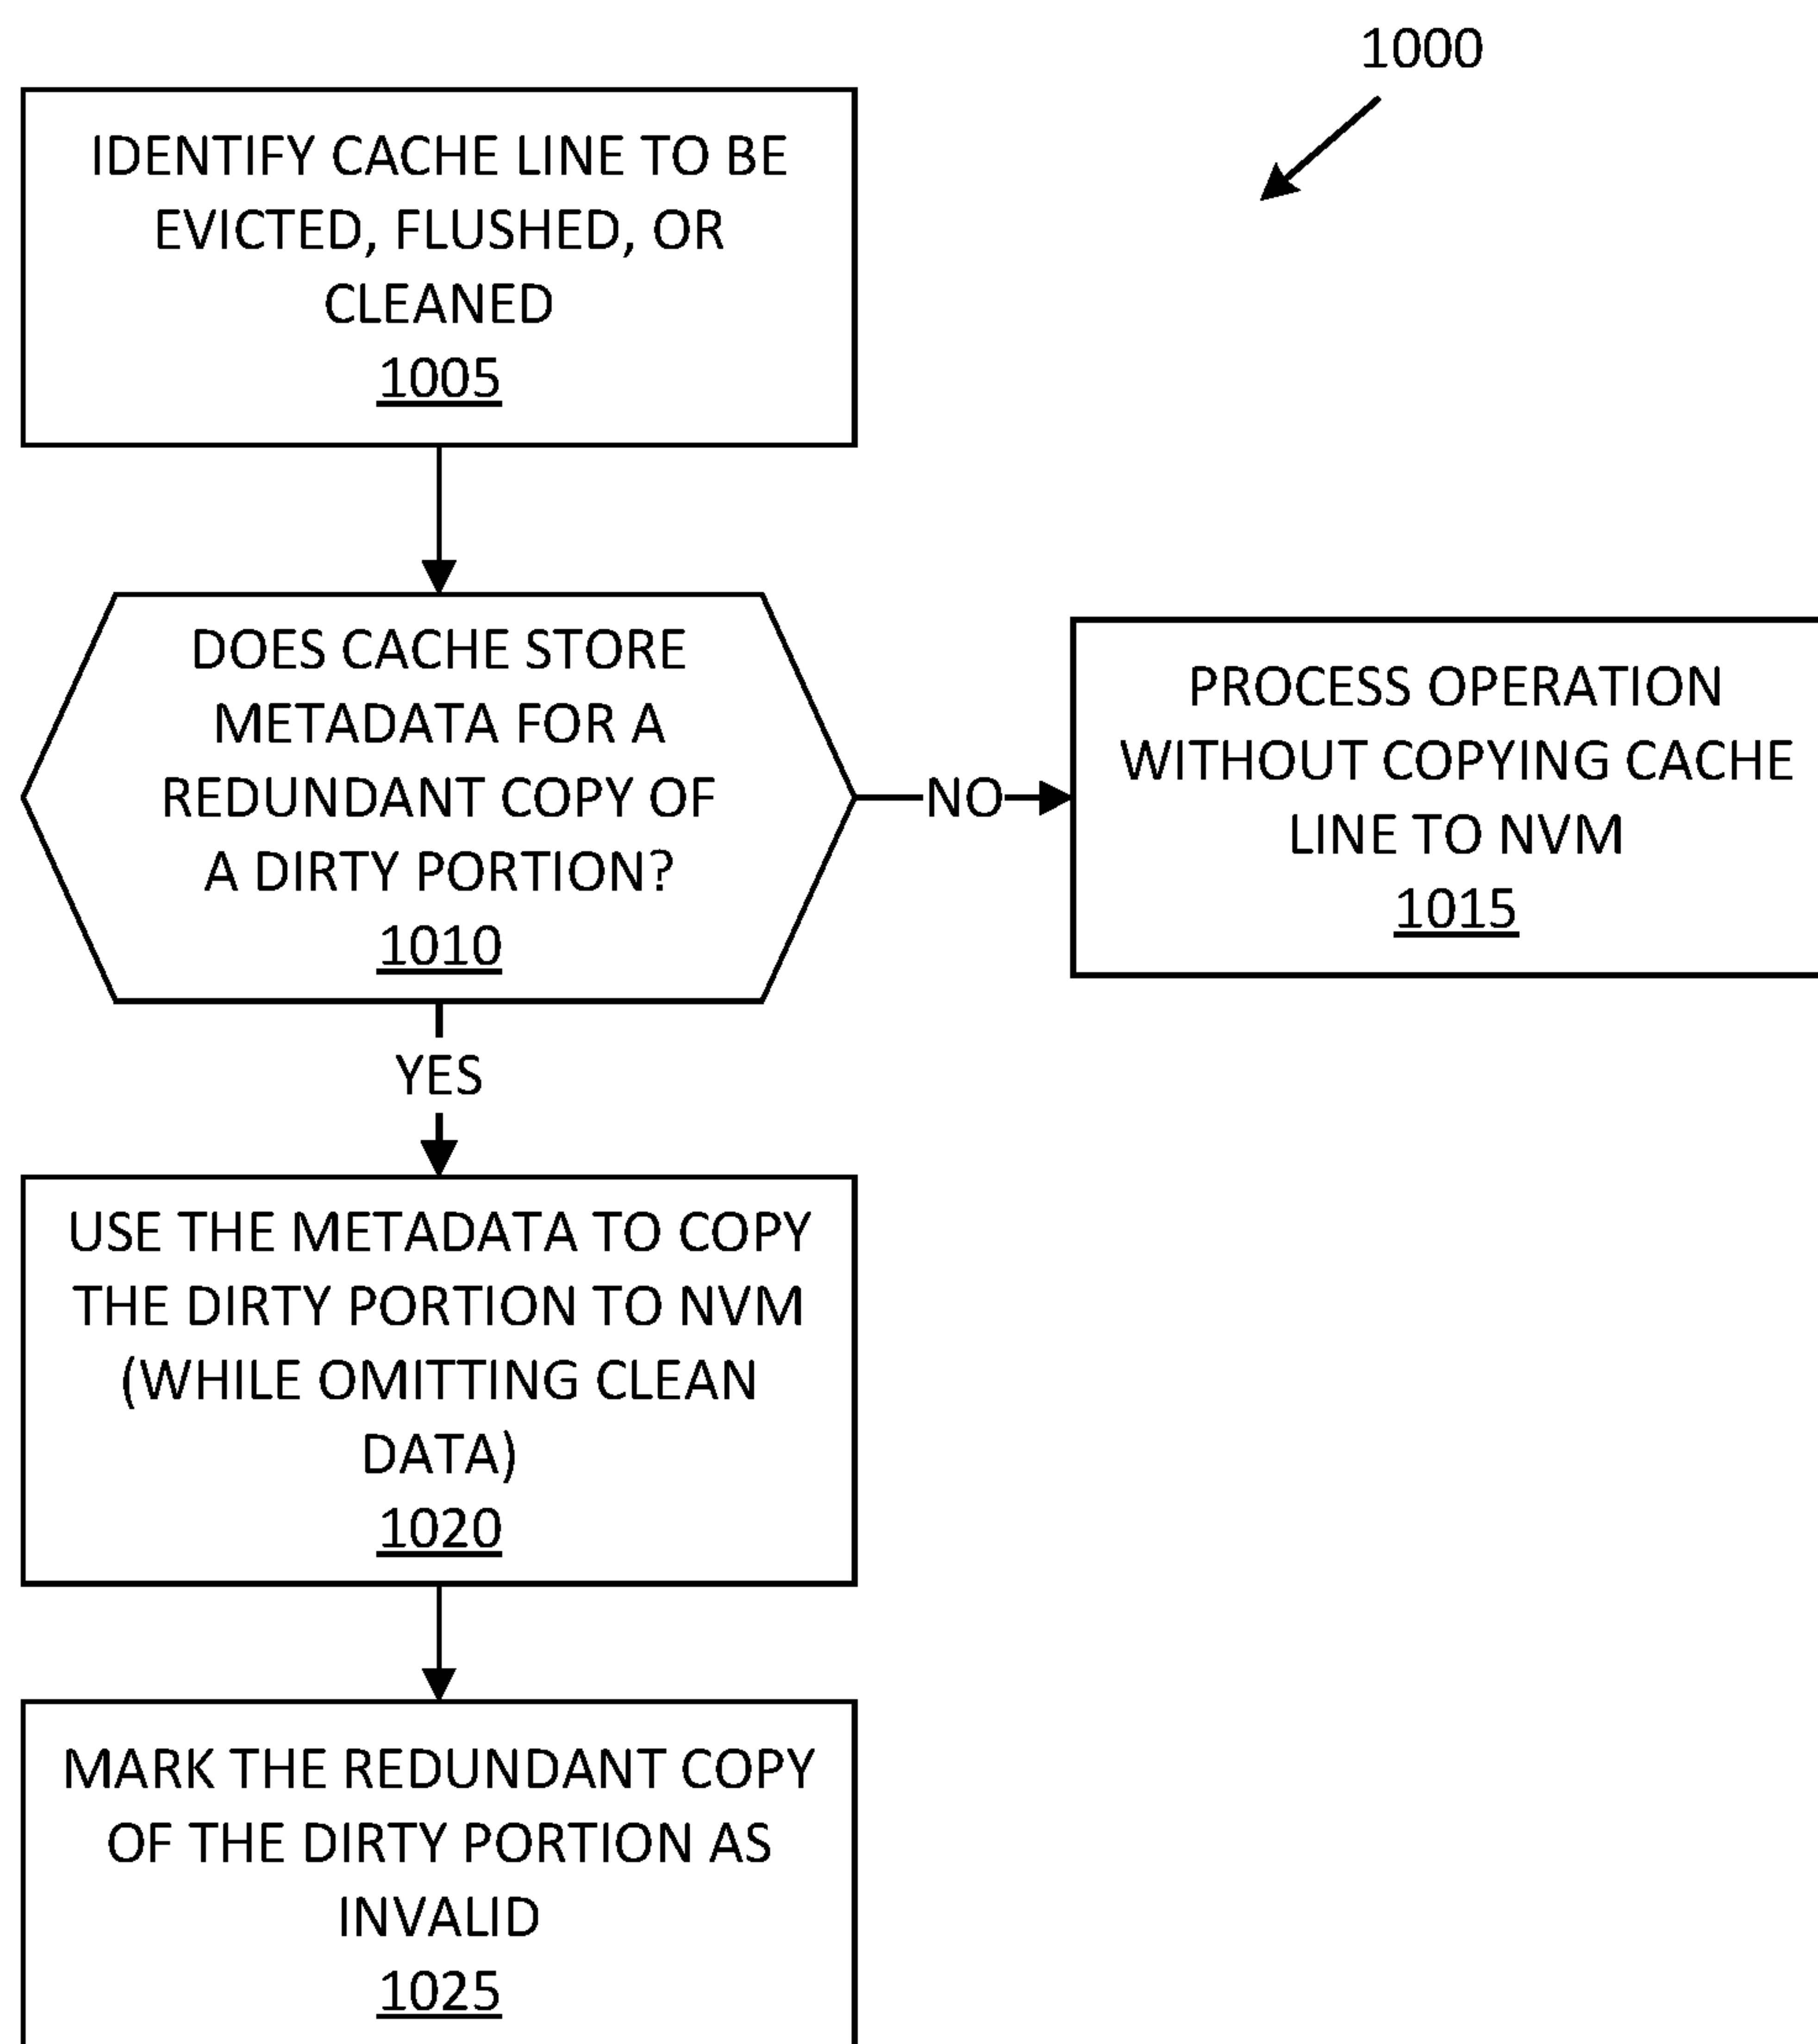 1000
IDENTIFY CACHE LINE TO BE
EVICTED, FLUSHED, OR
CLEANED
1005
DOES CACHE STORE
METADATA FOR A
REDUNDANT COPY OF
A DIRTY PORTION?
1010
NO
PROCESS OPERATION
WITHOUT COPYING CACHE
LINE TO NVM
1015
YES
USE THE METADATA TO COPY
THE DIRTY PORTION TO NVM
(WHILE OMITTING CLEAN
DATA)
1020
MARK THE REDUNDANT COPY
OF THE DIRTY PORTION AS
INVALID
1025